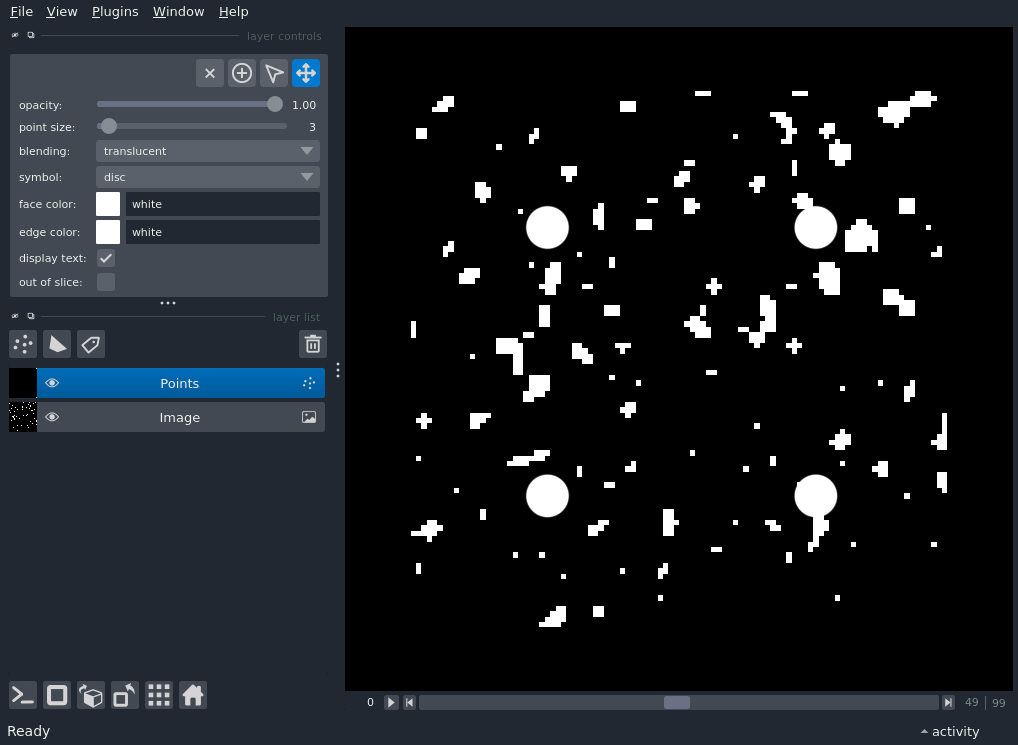 File View Plugins Window Help
layer controls
opacity: 1.00
point size: 3
blending: translucent
symbol: disc
face color: white
edge color: white
display text:
out of slice:
layer list
Points
Image
0 49 | 99
Ready activity